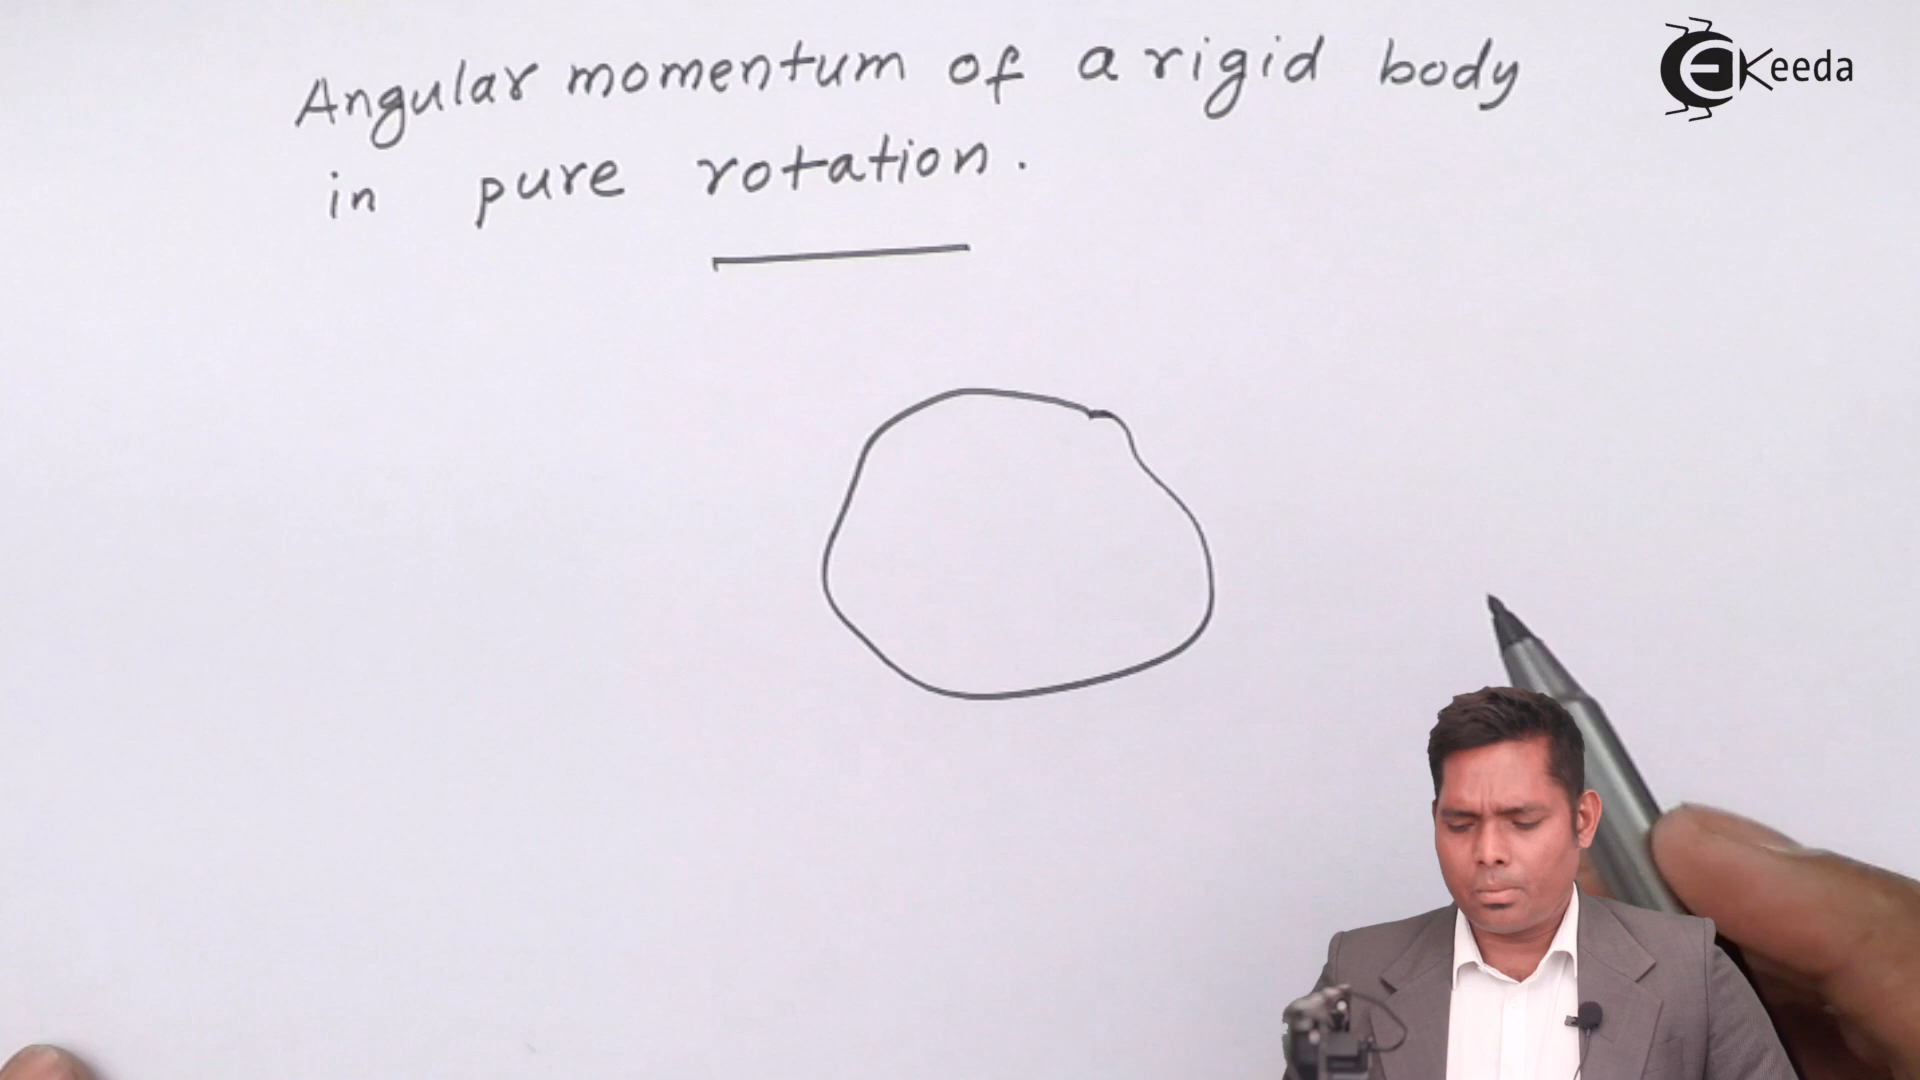 Angular momentum of a rigid body
in pure rotation.
EKeeda